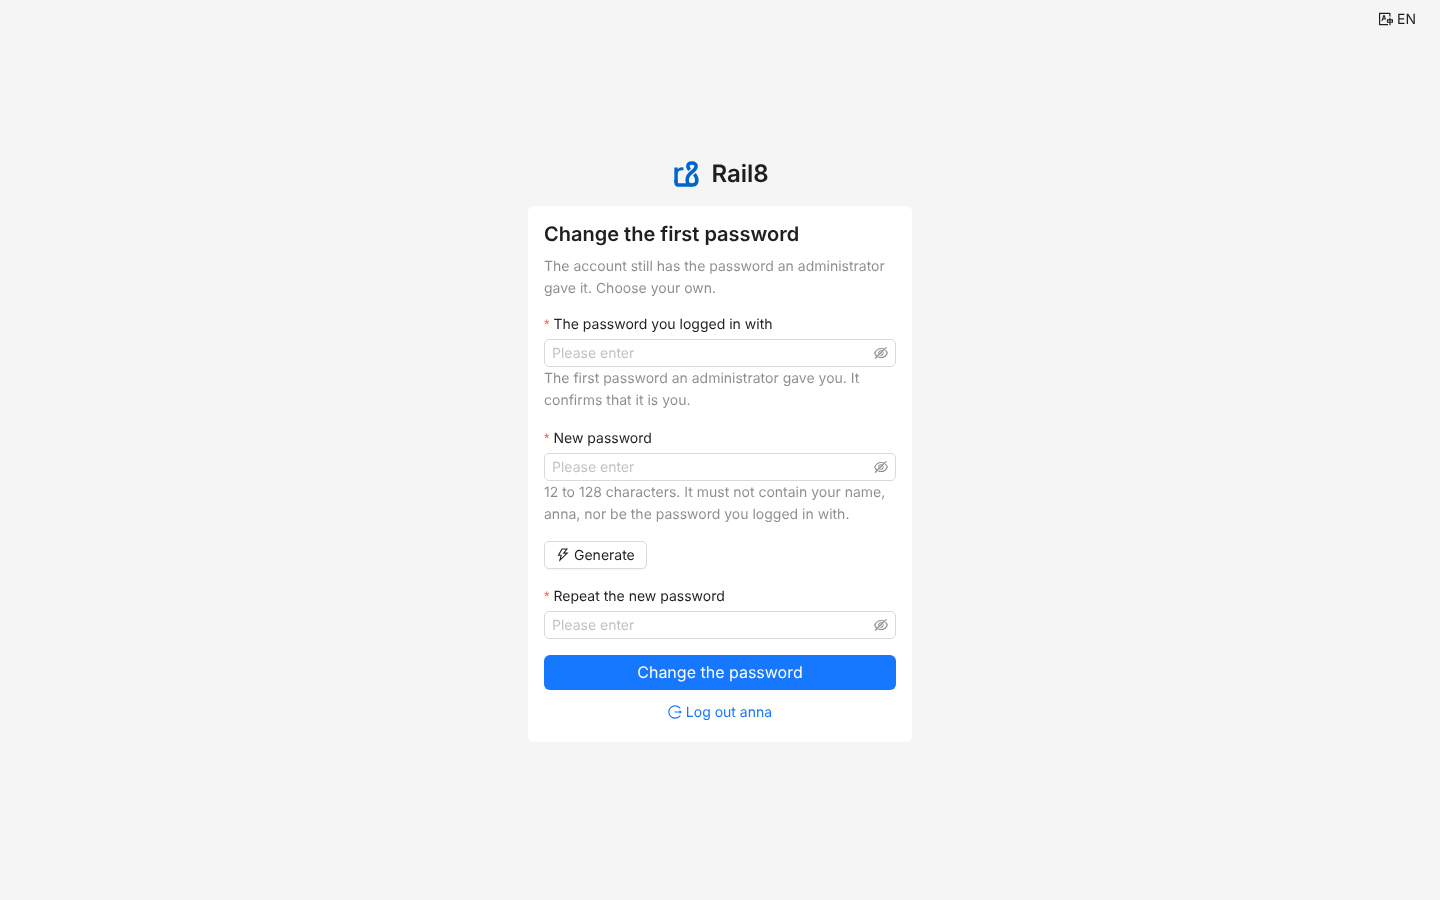 EN
Rail8
Change the first password
The account still has the password an administrator
gave it. Choose your own.
* The password you logged in with
Please enter
The first password an administrator gave you. It
confirms that it is you.
* New password
Please enter
12 to 128 characters. It must not contain your name,
anna, nor be the password you logged in with.
Generate
* Repeat the new password
Please enter
Change the password
Log out anna